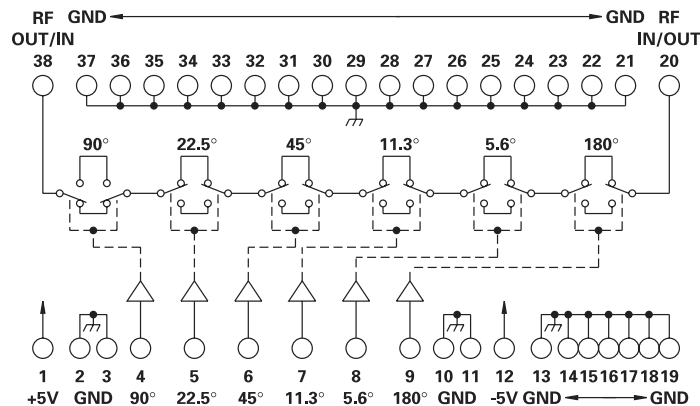 RF GND GND RF
OUT/IN IN/OUT
38 37 36 35 34 33 32 31 30 29 28 27 26 25 24 23 22 21 20
90° 22.5° 45° 11.3° 5.6° 180°
1 2 3 4 5 6 7 8 9 10 11 12 13 14 15 16 17 18 19
+5V GND 90° 22.5° 45° 11.3° 5.6° 180° GND -5V GND GND